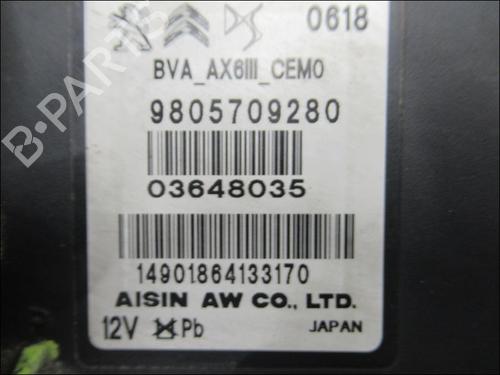 0618
BVA_AX6III_CEM0
9805709280
03648035
14901864133170
AISIN AW CO., LTD.
12V Pb JAPAN
B-PARTS